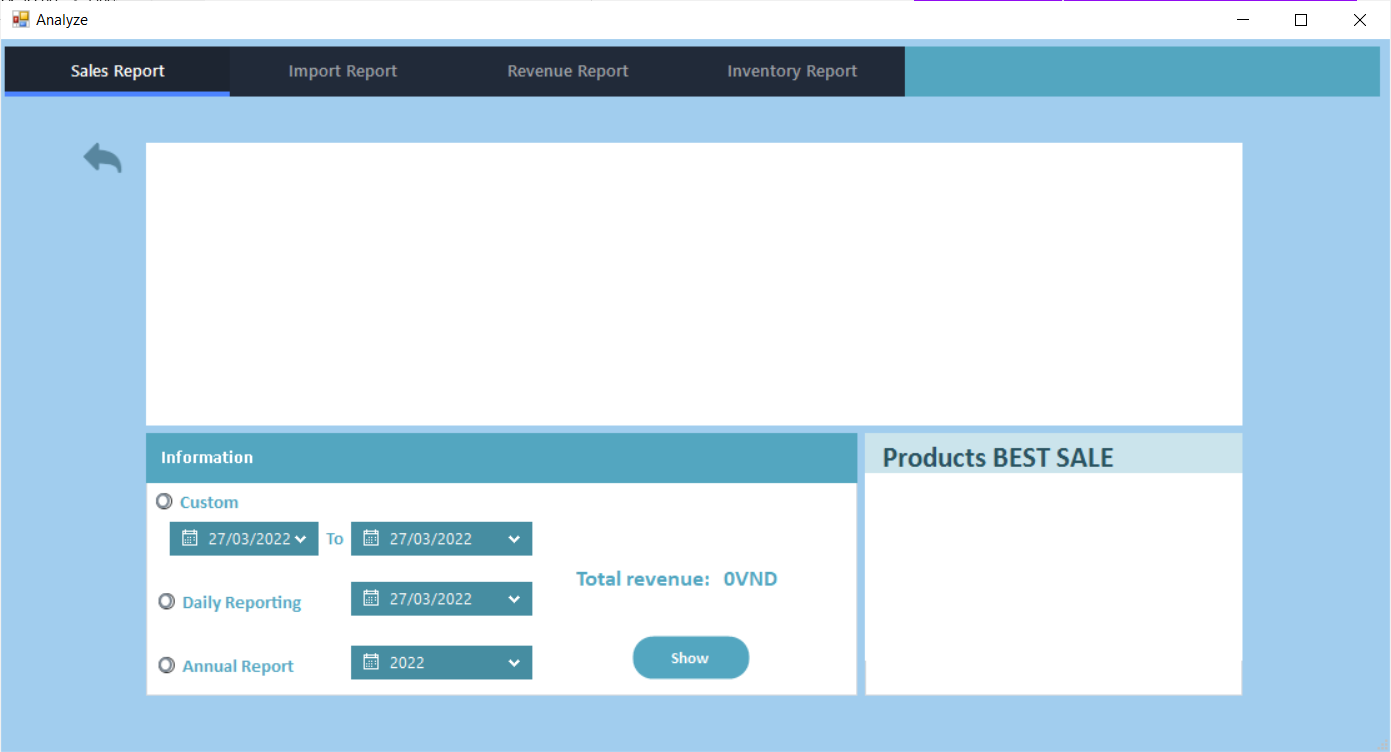 Analyze
Sales Report Import Report Revenue Report Inventory Report
Information
Products BEST SALE
Custom
27/03/2022 To 27/03/2022
Total revenue: 0VND
Daily Reporting 27/03/2022
Annual Report 2022
Show